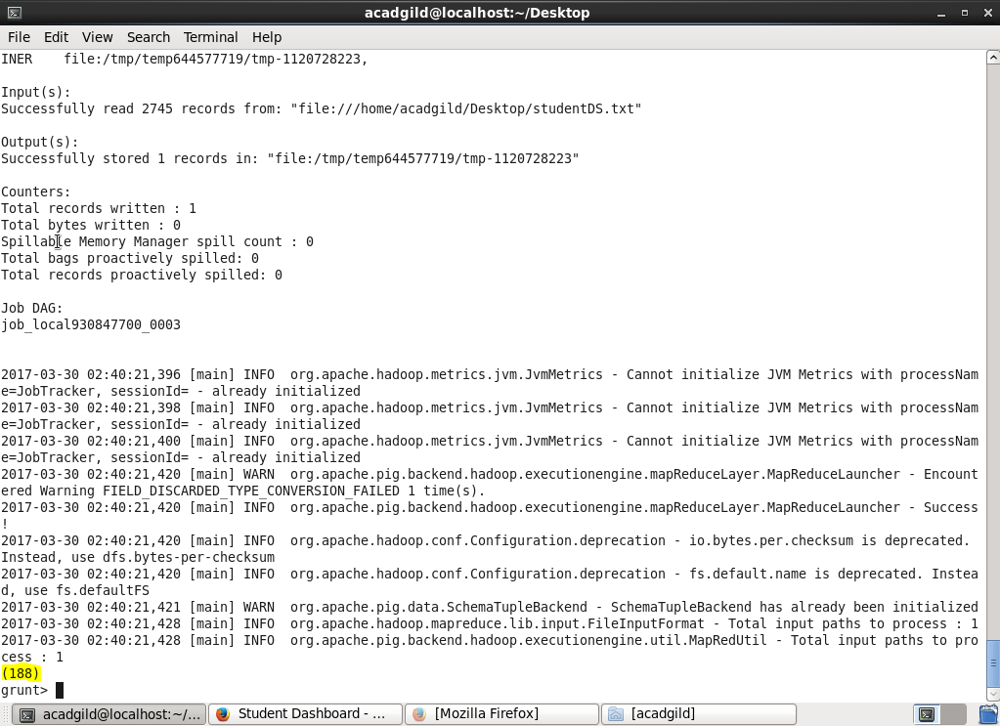 acadgild@localhost:~/Desktop
File Edit View Search Terminal Help
INER    file:/tmp/temp644577719/tmp-1120728223,
Input(s):
Successfully read 2745 records from: "file:///home/acadgild/Desktop/studentDS.txt"
Output(s):
Successfully stored 1 records in: "file:/tmp/temp644577719/tmp-1120728223"
Counters:
Total records written : 1
Total bytes written : 0
Spillable Memory Manager spill count : 0
Total bags proactively spilled: 0
Total records proactively spilled: 0
Job DAG:
job_local930847700_0003
2017-03-30 02:40:21,396 [main] INFO  org.apache.hadoop.metrics.jvm.JvmMetrics - Cannot initialize JVM Metrics with processNam
e=JobTracker, sessionId= - already initialized
2017-03-30 02:40:21,398 [main] INFO  org.apache.hadoop.metrics.jvm.JvmMetrics - Cannot initialize JVM Metrics with processNam
e=JobTracker, sessionId= - already initialized
2017-03-30 02:40:21,400 [main] INFO  org.apache.hadoop.metrics.jvm.JvmMetrics - Cannot initialize JVM Metrics with processNam
e=JobTracker, sessionId= - already initialized
2017-03-30 02:40:21,420 [main] WARN  org.apache.pig.backend.hadoop.executionengine.mapReduceLayer.MapReduceLauncher - Encount
ered Warning FIELD_DISCARDED_TYPE_CONVERSION_FAILED 1 time(s).
2017-03-30 02:40:21,420 [main] INFO  org.apache.pig.backend.hadoop.executionengine.mapReduceLayer.MapReduceLauncher - Success
!
2017-03-30 02:40:21,420 [main] INFO  org.apache.hadoop.conf.Configuration.deprecation - io.bytes.per.checksum is deprecated.
Instead, use dfs.bytes-per-checksum
2017-03-30 02:40:21,420 [main] INFO  org.apache.hadoop.conf.Configuration.deprecation - fs.default.name is deprecated. Instea
d, use fs.defaultFS
2017-03-30 02:40:21,421 [main] WARN  org.apache.pig.data.SchemaTupleBackend - SchemaTupleBackend has already been initialized
2017-03-30 02:40:21,428 [main] INFO  org.apache.hadoop.mapreduce.lib.input.FileInputFormat - Total input paths to process : 1
2017-03-30 02:40:21,428 [main] INFO  org.apache.pig.backend.hadoop.executionengine.util.MapRedUtil - Total input paths to pro
cess : 1
(188)
grunt>
acadgild@localhost:~/... Student Dashboard - ... [Mozilla Firefox] [acadgild]